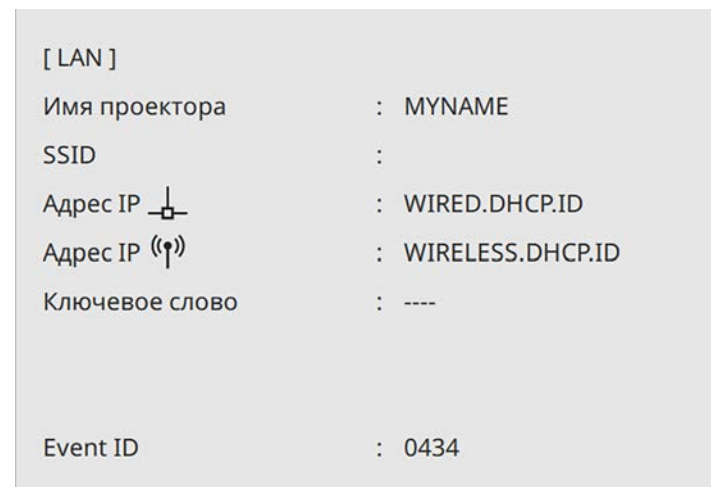 [ LAN ]
Имя проектора : MYNAME
SSID :
Адрес IP : WIRED.DHCP.ID
Адрес IP : WIRELESS.DHCP.ID
Ключевое слово : ----
Event ID : 0434